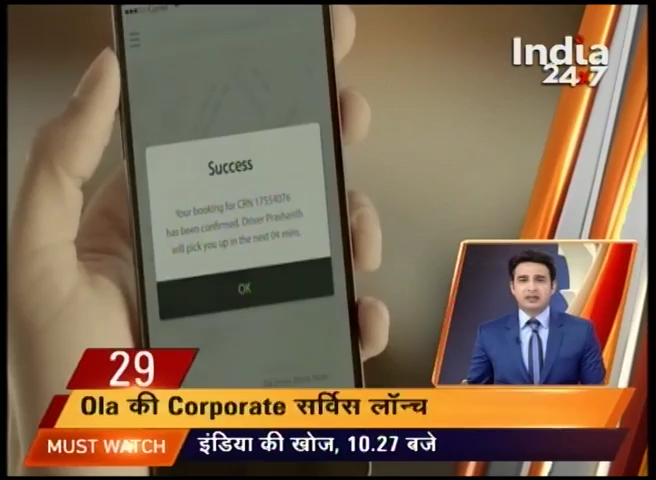 India
24x7
Success
Your booking for CRN 17554076
has been confirmed. Driver Prashanth
will pick you up in the next 04 mins.
OK
29
Ola की Corporate सर्विस लॉन्च
MUST WATCH
इंडिया की खोज, 10.27 बजे